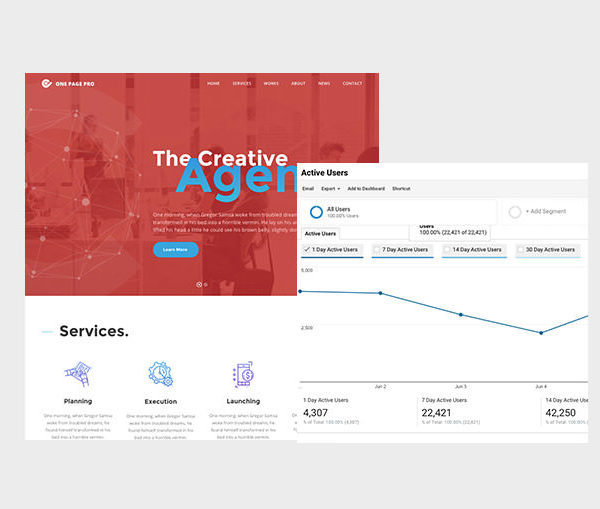 ONE PAGE PRO
HOME SERVICES WORKS ABOUT NEWS CONTACT
The Creative
Agen
One morning, when Gregor Samsa woke from troubled dreams
he found himself transformed in his bed into a horrible vermin. He lay on his
lifted his head a little he could see his brown belly, slightly
Learn More
Services.
Planning
One morning, when Gregor Samsa
woke from troubled dreams, he
found himself transformed in his
bed into a horrible vermin.
Execution
One morning, when Gregor Samsa
woke from troubled dreams, he
found himself transformed in his
bed into a horrible vermin.
Launching
One morning, when Gregor Samsa
woke from troubled dreams, he
found himself transformed in his
bed into a horrible vermin.
Active Users
Email Export Add to Dashboard Shortcut
All Users
100.00% Users
+ Add Segment
Active Users
Users
100.00% (22,421 of 22,421)
1 Day Active Users 7 Day Active Users 14 Day Active Users 30 Day Active Users
5,000
2,500
Jun 2 Jun 3 Jun 4
1 Day Active Users
4,307
% of Total: 100.00% (4,307)
7 Day Active Users
22,421
% of Total: 100.00% (22,421)
14 Day Active Users
42,250
% of Total: 100.00%